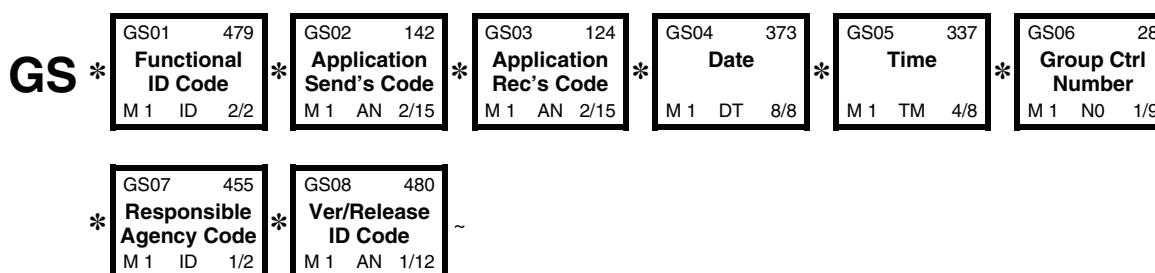 GS01 479 GS02 142 GS03 124 GS04 373 GS05 337 GS06 28
GS * Functional ID Code * Application Send's Code * Application Rec's Code * Date * Time * Group Ctrl Number
M 1 ID 2/2 M 1 AN 2/15 M 1 AN 2/15 M 1 DT 8/8 M 1 TM 4/8 M 1 N0 1/9
GS07 455 GS08 480
* Responsible Agency Code * Ver/Release ID Code ~
M 1 ID 1/2 M 1 AN 1/12